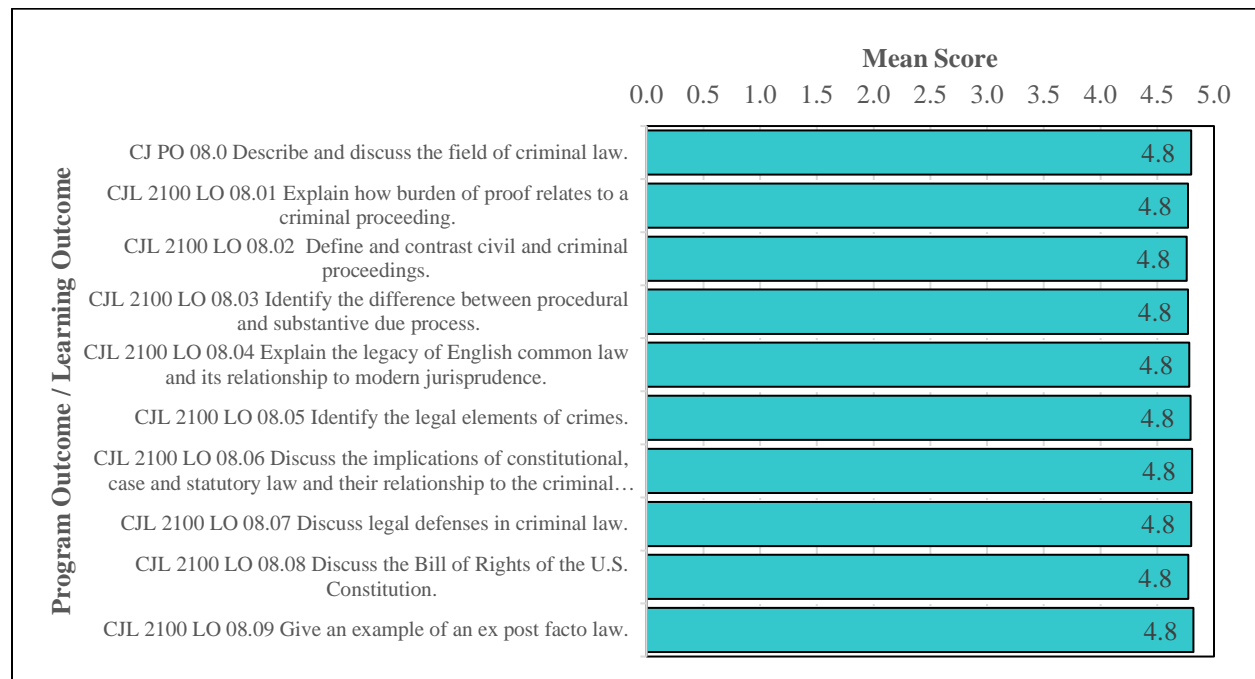 Mean Score
0.0 0.5 1.0 1.5 2.0 2.5 3.0 3.5 4.0 4.5 5.0
Program Outcome / Learning Outcome
CJ PO 08.0 Describe and discuss the field of criminal law.
4.8
CJL 2100 LO 08.01 Explain how burden of proof relates to a
criminal proceeding.
4.8
CJL 2100 LO 08.02  Define and contrast civil and criminal
proceedings.
4.8
CJL 2100 LO 08.03 Identify the difference between procedural
and substantive due process.
4.8
CJL 2100 LO 08.04 Explain the legacy of English common law
and its relationship to modern jurisprudence.
4.8
CJL 2100 LO 08.05 Identify the legal elements of crimes.
4.8
CJL 2100 LO 08.06 Discuss the implications of constitutional,
case and statutory law and their relationship to the criminal…
4.8
CJL 2100 LO 08.07 Discuss legal defenses in criminal law.
4.8
CJL 2100 LO 08.08 Discuss the Bill of Rights of the U.S.
Constitution.
4.8
CJL 2100 LO 08.09 Give an example of an ex post facto law.
4.8